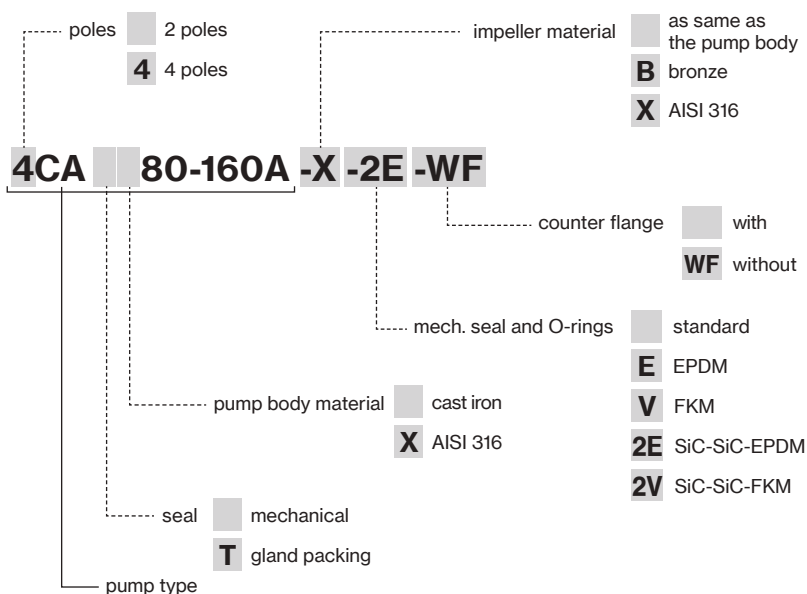 poles 2 poles
4 4 poles
impeller material as same as
the pump body
B bronze
X AISI 316
4CA 80-160A -X -2E -WF
counter flange with
WF without
mech. seal and O-rings standard
E EPDM
V FKM
2E SiC-SiC-EPDM
2V SiC-SiC-FKM
pump body material cast iron
X AISI 316
seal mechanical
T gland packing
pump type